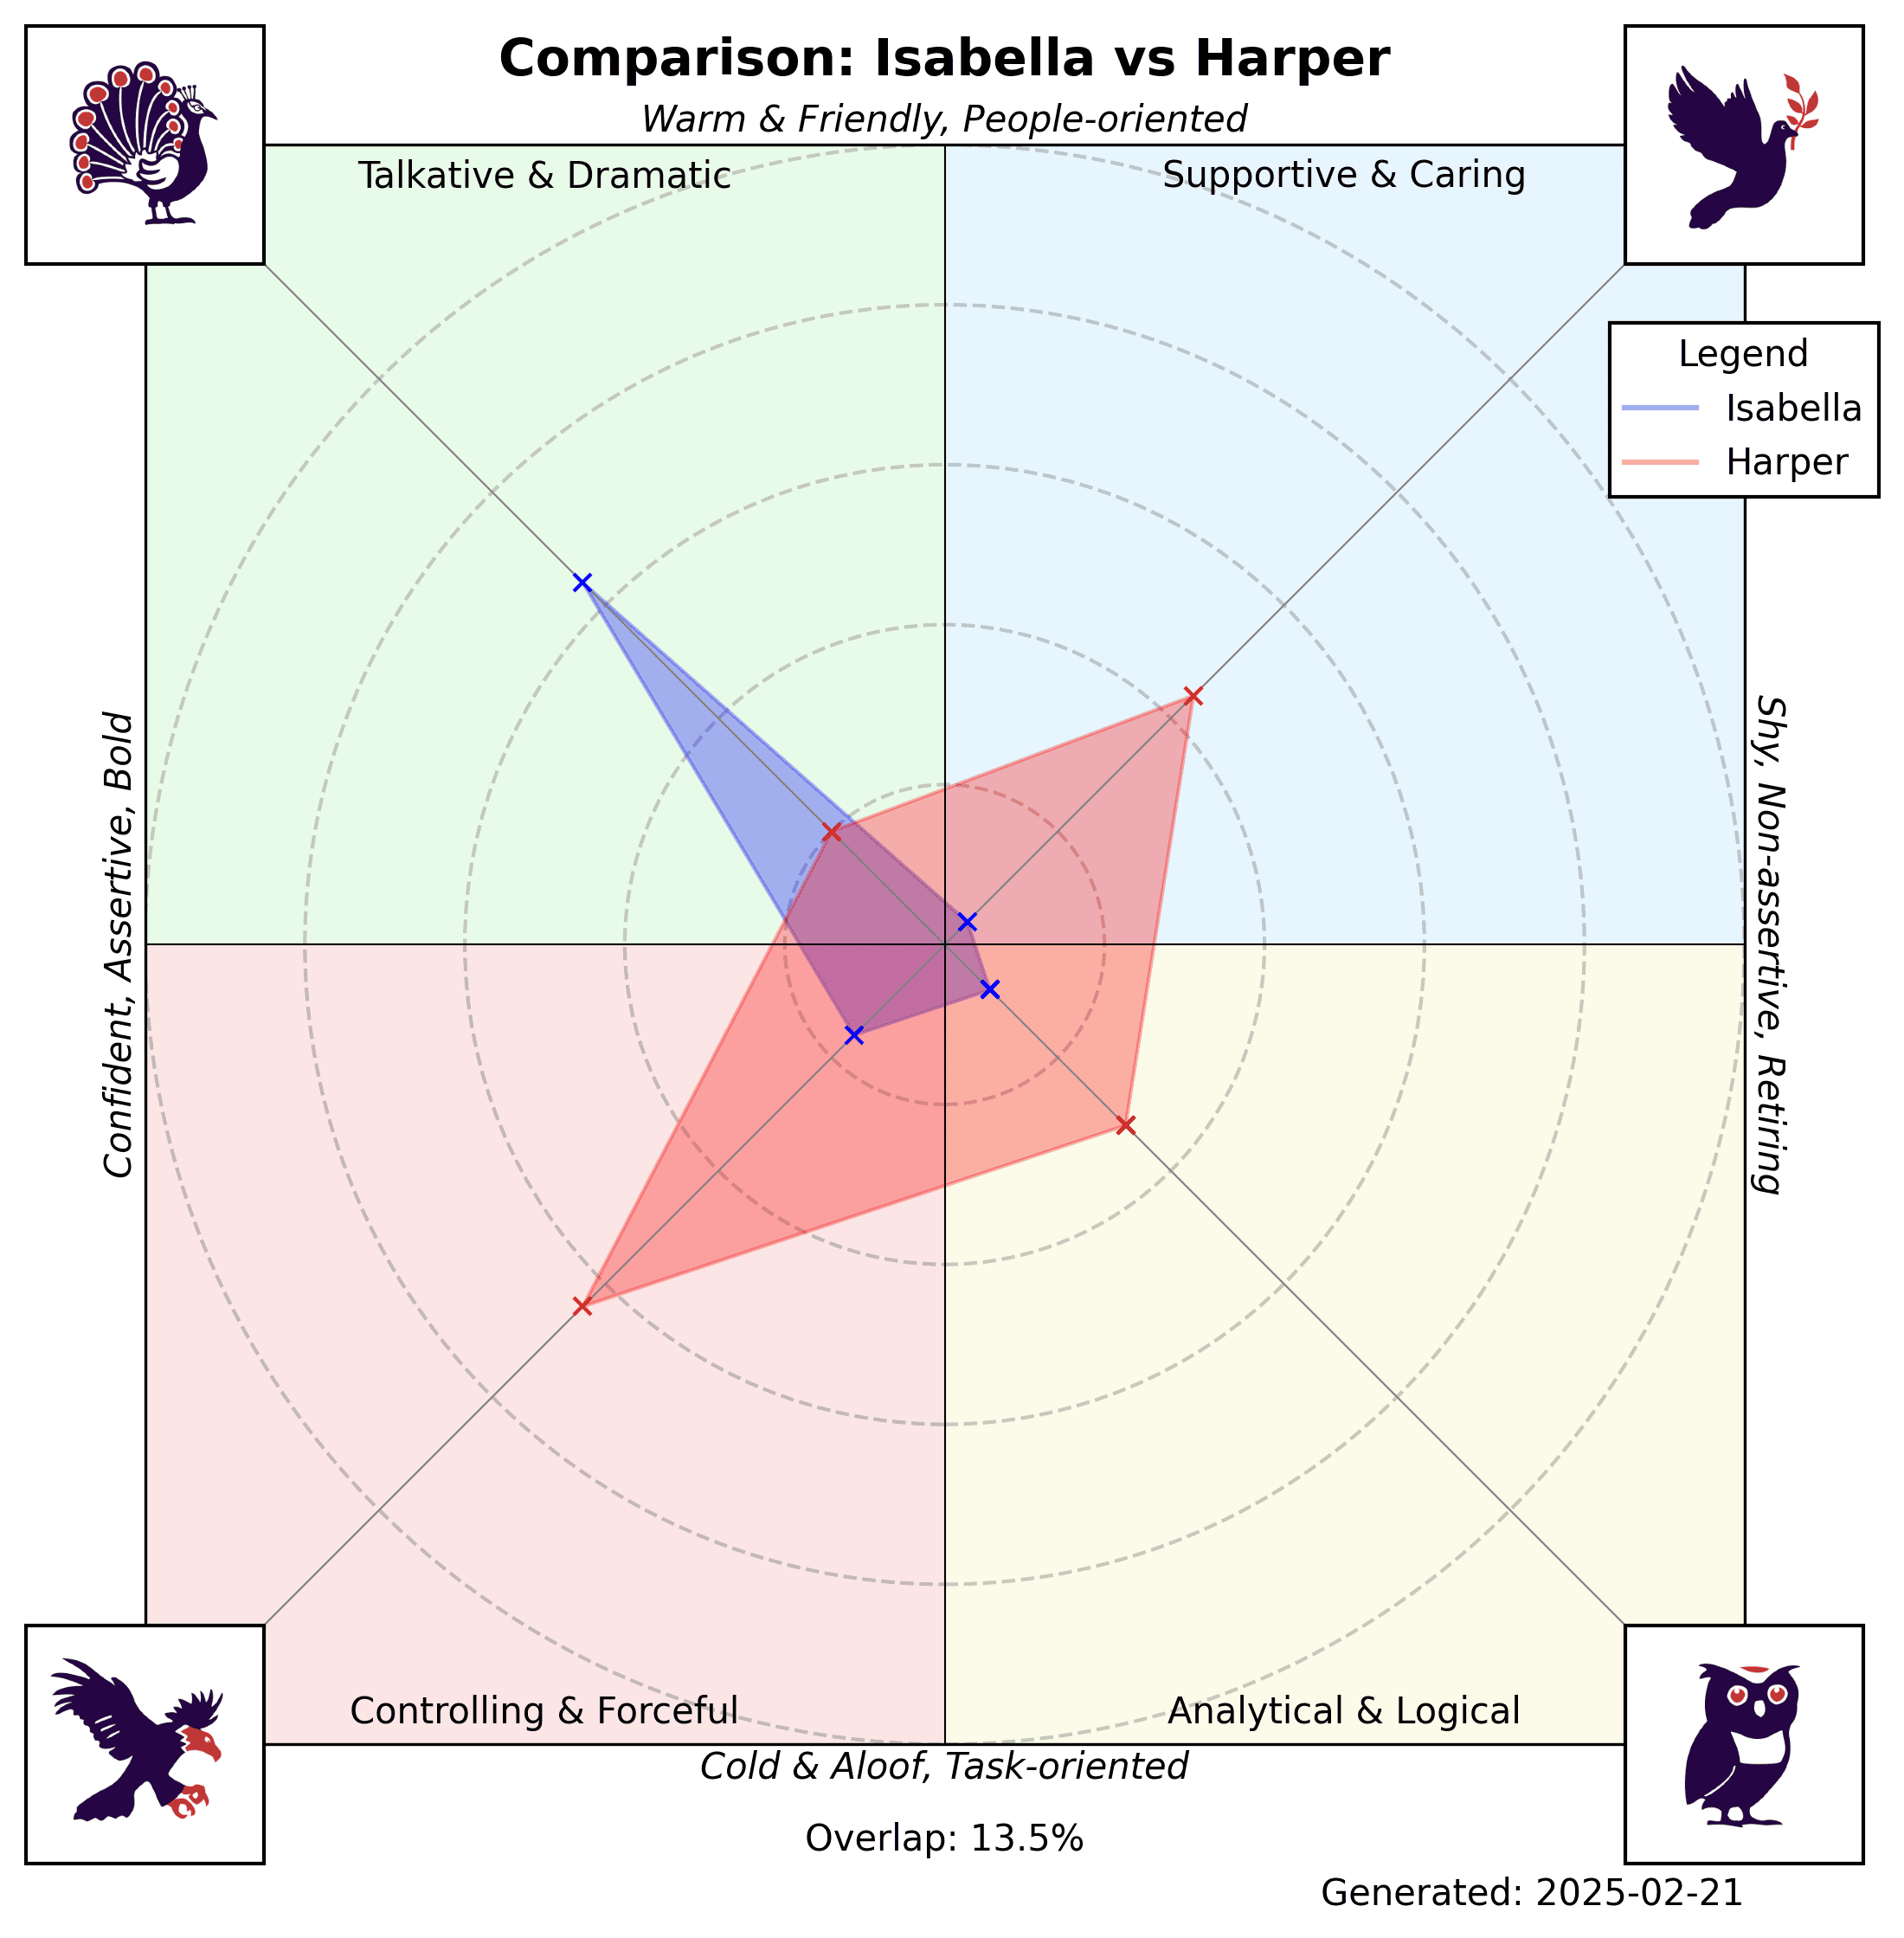 Comparison: Isabella vs Harper
Warm & Friendly, People-oriented
Talkative & Dramatic
Supportive & Caring
Legend
Isabella
Harper
Confident, Assertive, Bold
Shy, Non-assertive, Retiring
Controlling & Forceful
Analytical & Logical
Cold & Aloof, Task-oriented
Overlap: 13.5%
Generated: 2025-02-21